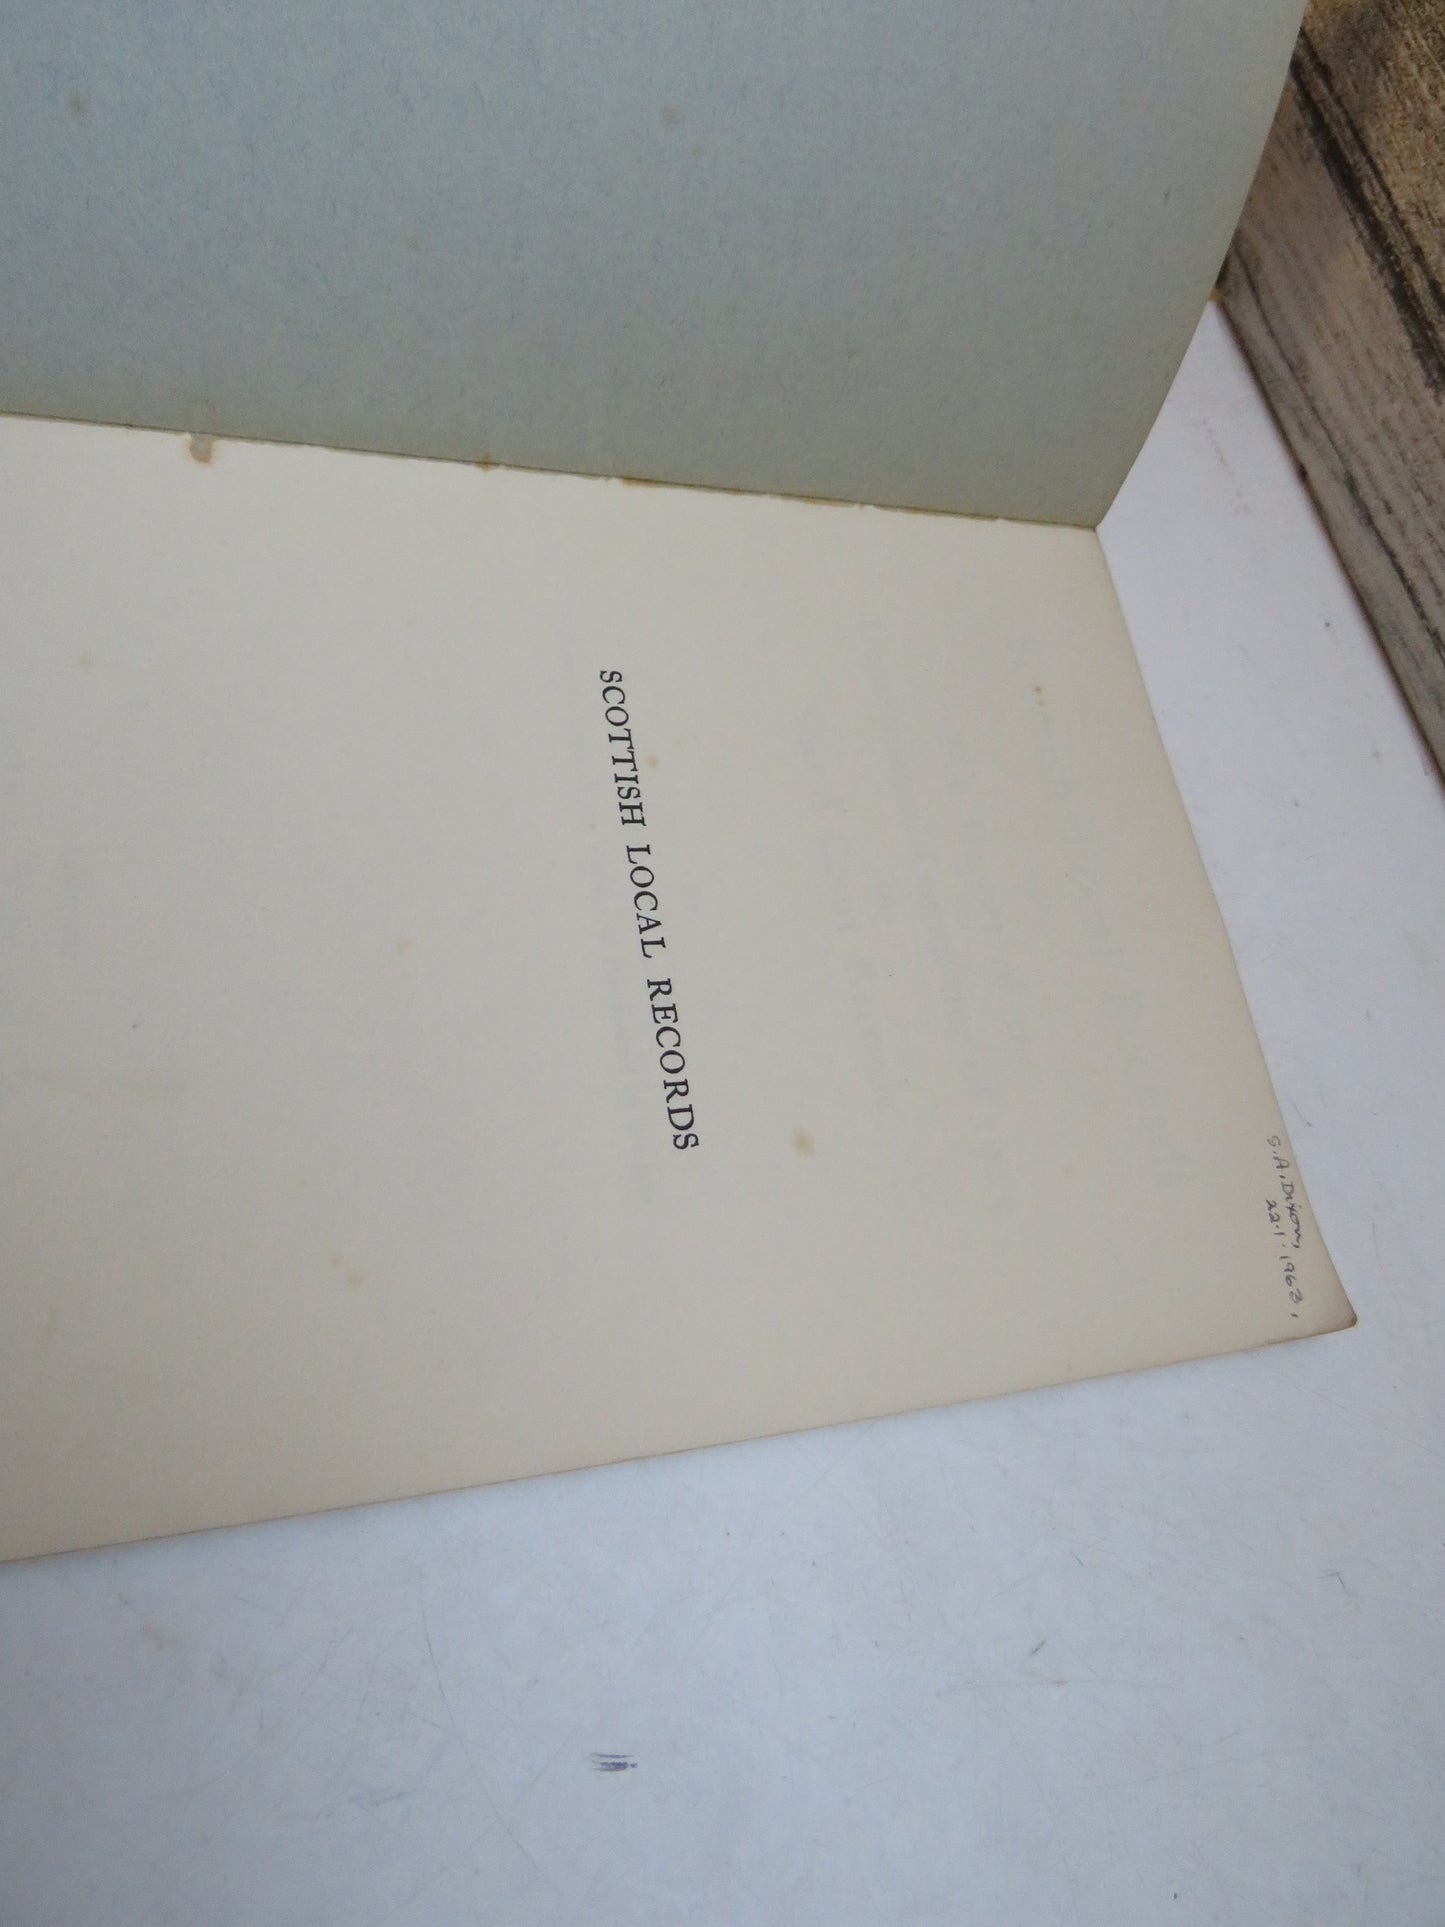 S. A. Dixon,
22.1.1963.
SCOTTISH LOCAL RECORDS